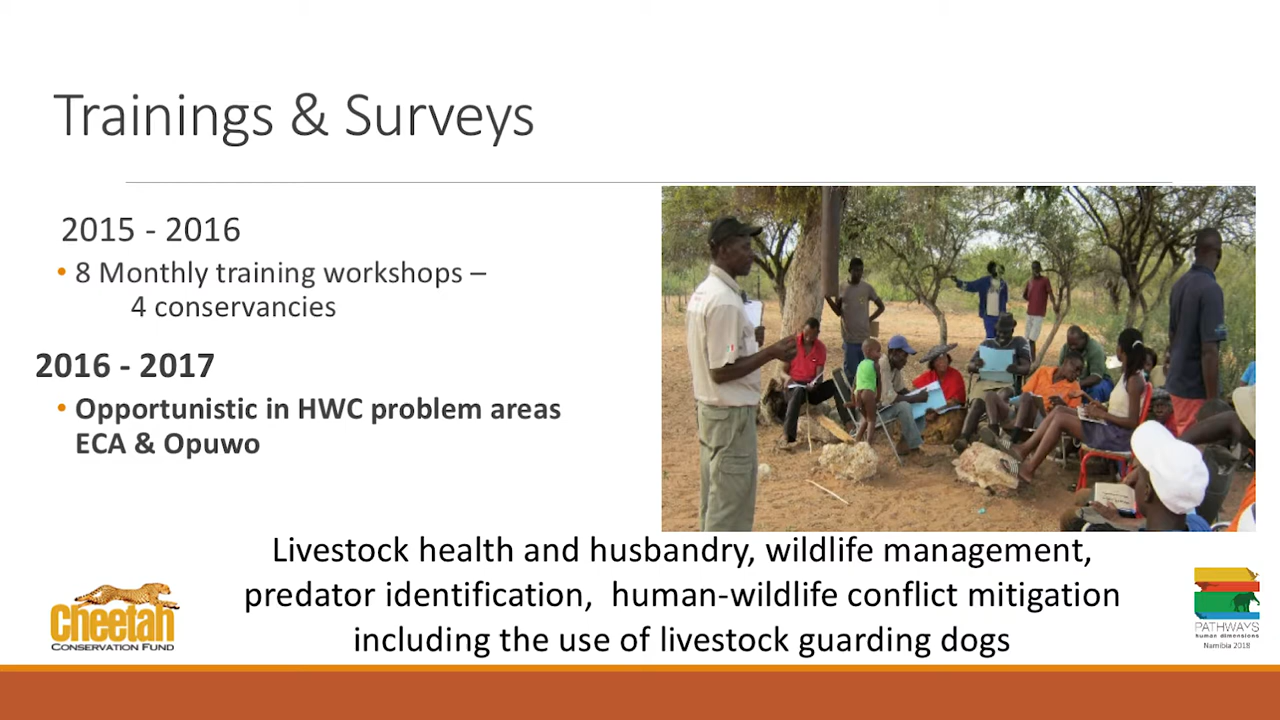 Trainings & Surveys
2015 - 2016
• 8 Monthly training workshops –
4 conservancies
2016 - 2017
• Opportunistic in HWC problem areas
ECA & Opuwo
Livestock health and husbandry, wildlife management,
predator identification, human-wildlife conflict mitigation
including the use of livestock guarding dogs
Cheetah
CONSERVATION FUND
PATHWAYS
human dimensions
Namibia 2018